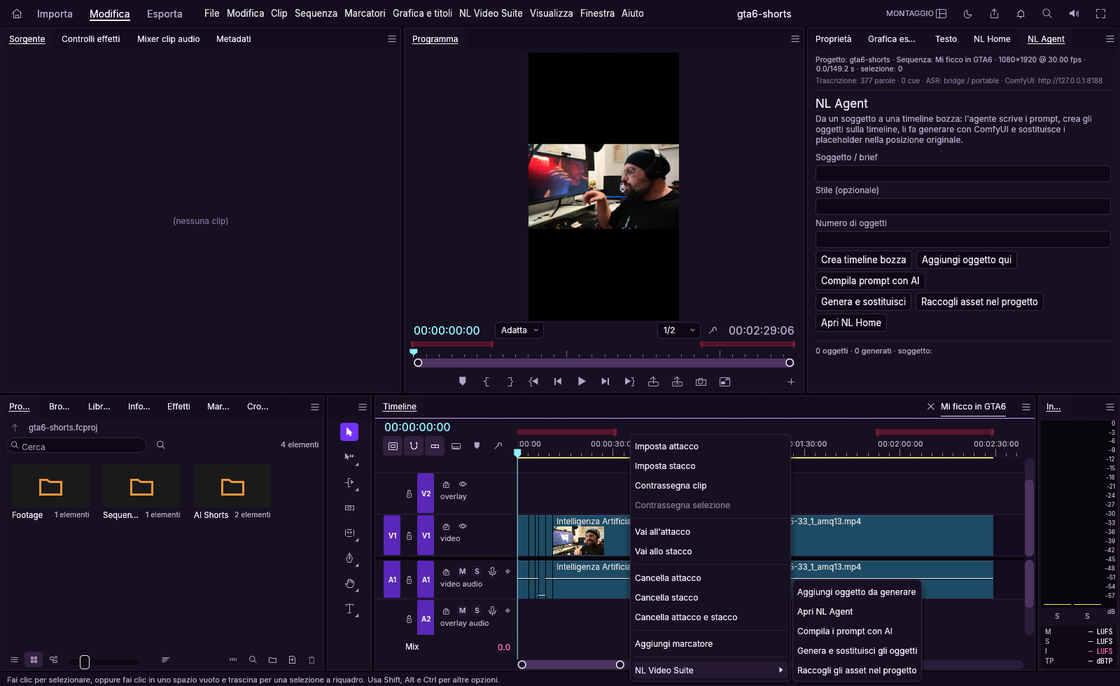 Importa Modifica Esporta File Modifica Clip Sequenza Marcatori Grafica e titoli NL Video Suite Visualizza Finestra Aiuto gta6-shorts MONTAGGIO
Sorgente Controlli effetti Mixer clip audio Metadati
(nessuna clip)
Programma
00:00:00:00 Adatta 1/2 00:02:29:06
Proprietà Grafica es... Testo NL Home NL Agent
Progetto: gta6-shorts · Sequenza: Mi ficco in GTA6 · 1080×1920 @ 30.00 fps ·
0.0/149.2 s · selezione: 0
Trascrizione: 377 parole · 0 cue · ASR: bridge / portable · ComfyUI: http://127.0.0.1:8188
NL Agent
Da un soggetto a una timeline bozza: l'agente scrive i prompt, crea gli
oggetti sulla timeline, li fa generare con ComfyUI e sostituisce i
placeholder nella posizione originale.
Soggetto / brief
Stile (opzionale)
Numero di oggetti
Crea timeline bozza Aggiungi oggetto qui
Compila prompt con AI
Genera e sostituisci Raccogli asset nel progetto
Apri NL Home
0 oggetti · 0 generati · soggetto:
Pro... Bro... Libr... Info... Effetti Mar... Cro...
gta6-shorts.fcproj
Cerca 4 elementi
Footage 1 elementi Sequen... 1 elementi AI Shorts 2 elementi
Timeline Mi ficco in GTA6
00:00:00:00
:00:00 00:00:30:0 0:01:30:00 00:02:00:00 00:02:30:00
V2 overlay
V1 V1 video
Intelligenza Artificia 5-33_1_amq13.mp4
A1 A1 M S video audio
Intelligenza Artificia 5-33_1_amq13.mp4
A2 M S overlay audio
Mix 0.0
Imposta attacco
Imposta stacco
Contrassegna clip
Contrassegna selezione
Vai all'attacco
Vai allo stacco
Cancella attacco
Cancella stacco
Cancella attacco e stacco
Aggiungi marcatore
NL Video Suite
Aggiungi oggetto da generare
Apri NL Agent
Compila i prompt con AI
Genera e sostituisci gli oggetti
Raccogli gli asset nel progetto
In...
0
-3
-6
-9
-12
-15
-18
-21
-24
-27
-30
-33
-36
-39
-42
-45
-48
-51
-54
-57
S S
M – LUFS
S – LUFS
I – LUFS
TP – dBTP
Fai clic per selezionare, oppure fai clic in uno spazio vuoto e trascina per una selezione a riquadro. Usa Shift, Alt e Ctrl per altre opzioni.